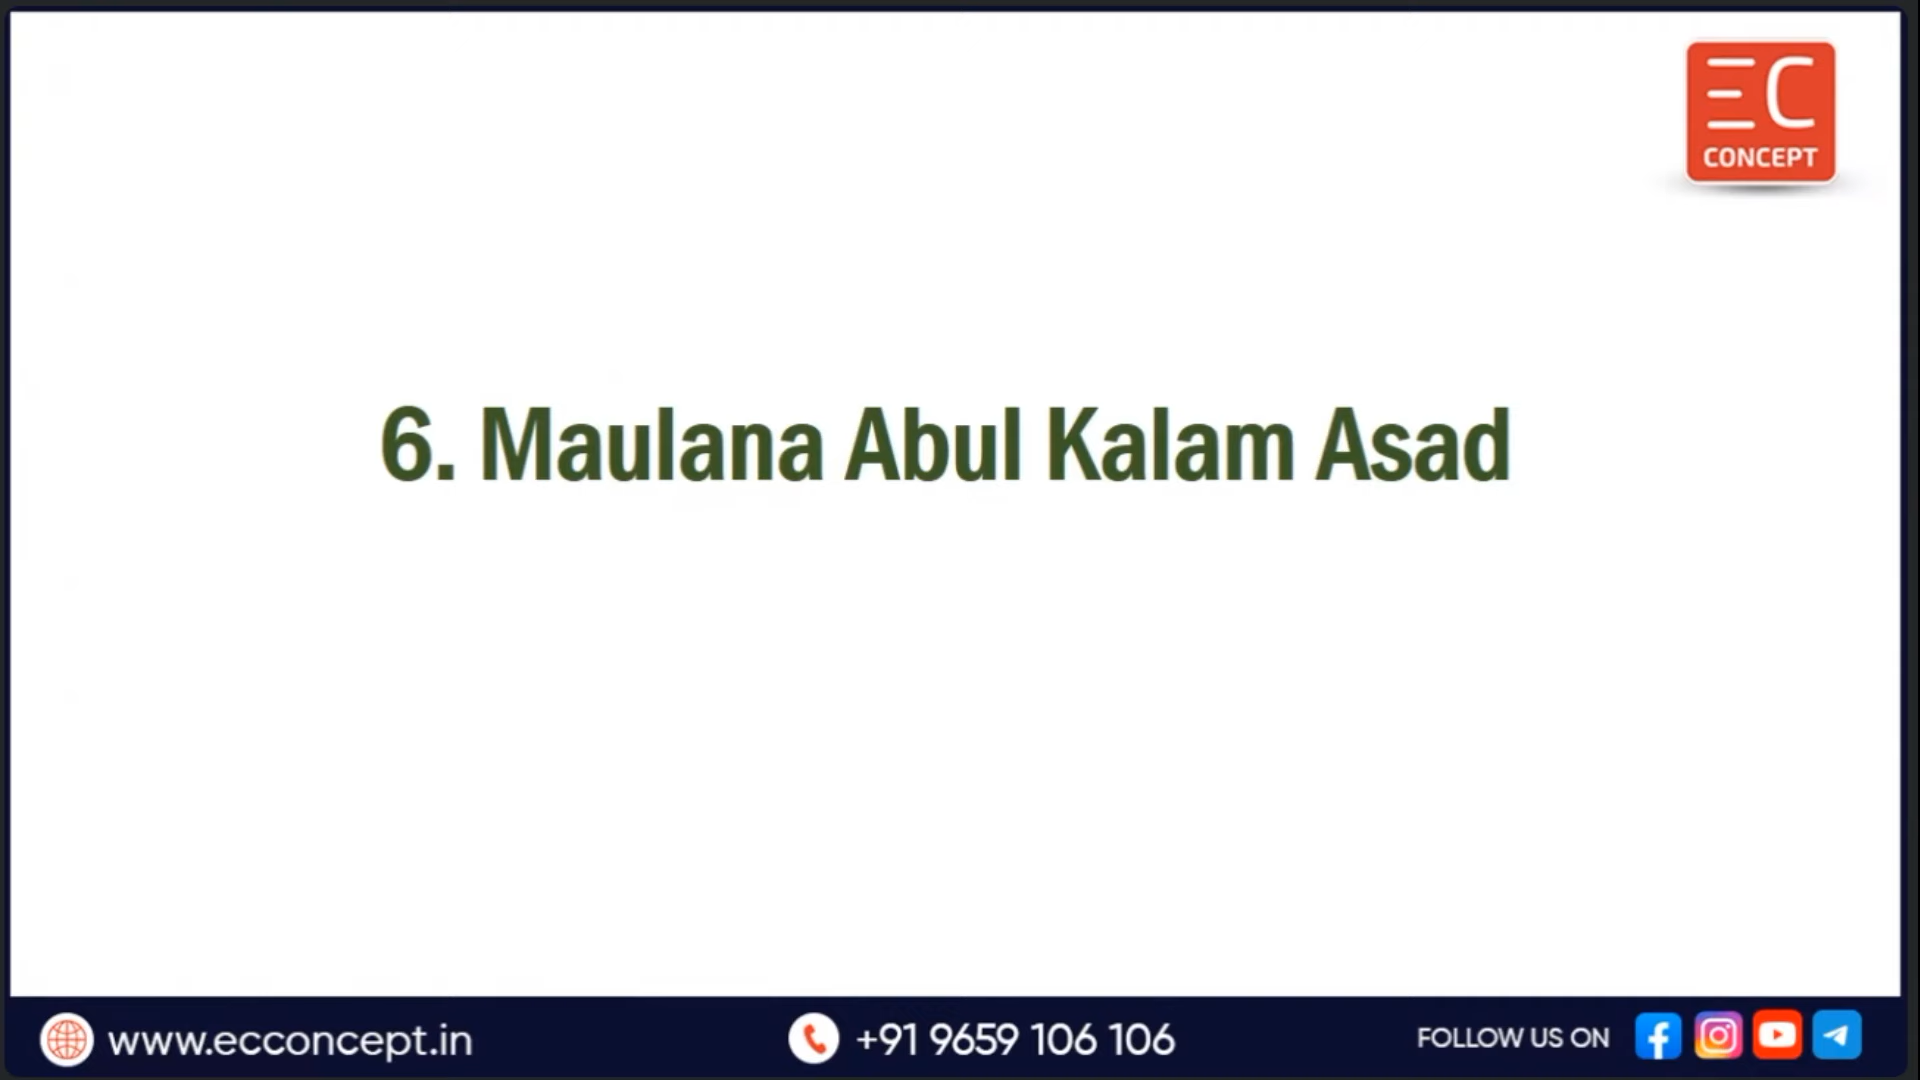 EC
CONCEPT
6. Maulana Abul Kalam Asad
www.ecconcept.in
+91 9659 106 106
FOLLOW US ON